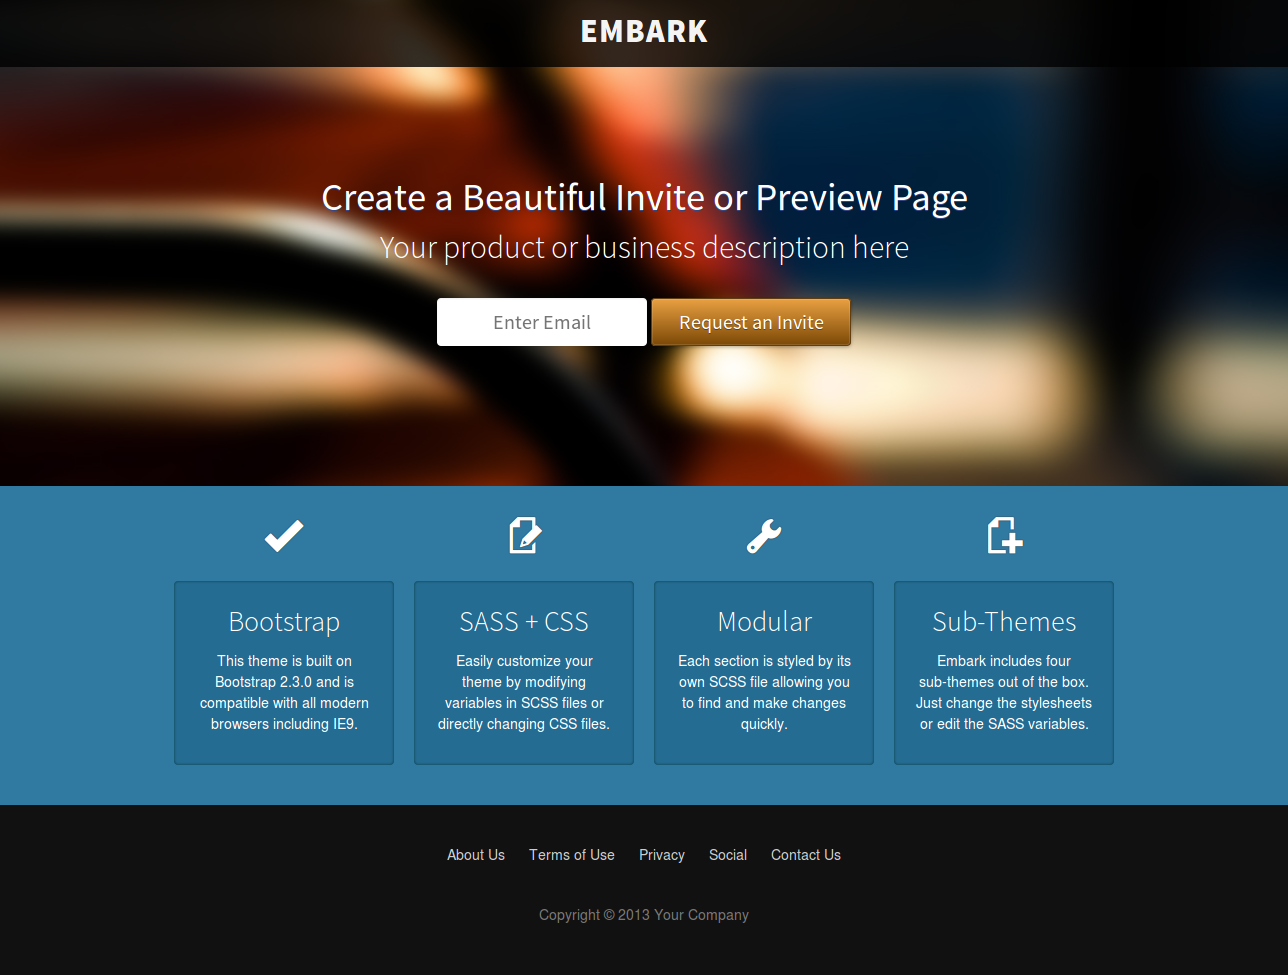 EMBARK
Create a Beautiful Invite or Preview Page
Your product or business description here
Enter Email
Request an Invite
Bootstrap
This theme is built on
Bootstrap 2.3.0 and is
compatible with all modern
browsers including IE9.
SASS + CSS
Easily customize your
theme by modifying
variables in SCSS files or
directly changing CSS files.
Modular
Each section is styled by its
own SCSS file allowing you
to find and make changes
quickly.
Sub-Themes
Embark includes four
sub-themes out of the box.
Just change the stylesheets
or edit the SASS variables.
About Us Terms of Use Privacy Social Contact Us
Copyright © 2013 Your Company